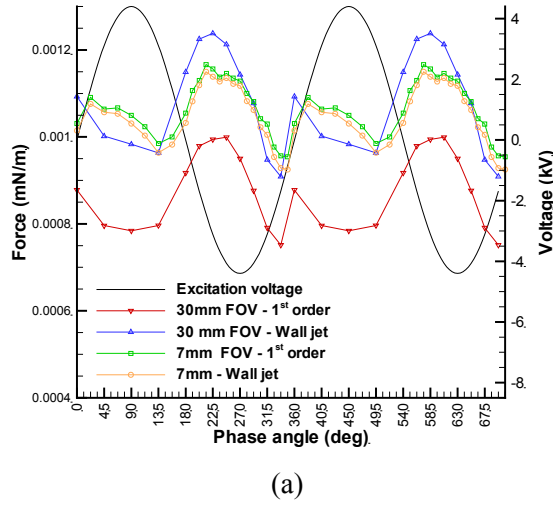 0.0012
0.001
0.0008
0.0006
0.0004
Force (mN/m)
4
2
0
-2
-4
-6
-8
Voltage (kV)
Excitation voltage
30mm FOV - 1st order
30 mm FOV - Wall jet
7mm FOV - 1st order
7mm - Wall jet
0 45 90 135 180 225 270 315 360 405 450 495 540 585 630 675
Phase angle (deg)
(a)